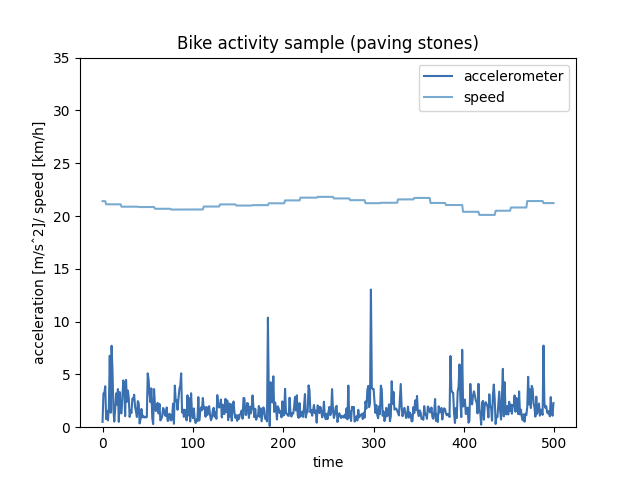 Bike activity sample (paving stones)
accelerometer
speed
35
30
25
20
15
10
5
0
acceleration [m/s^2]/ speed [km/h]
0 100 200 300 400 500
time